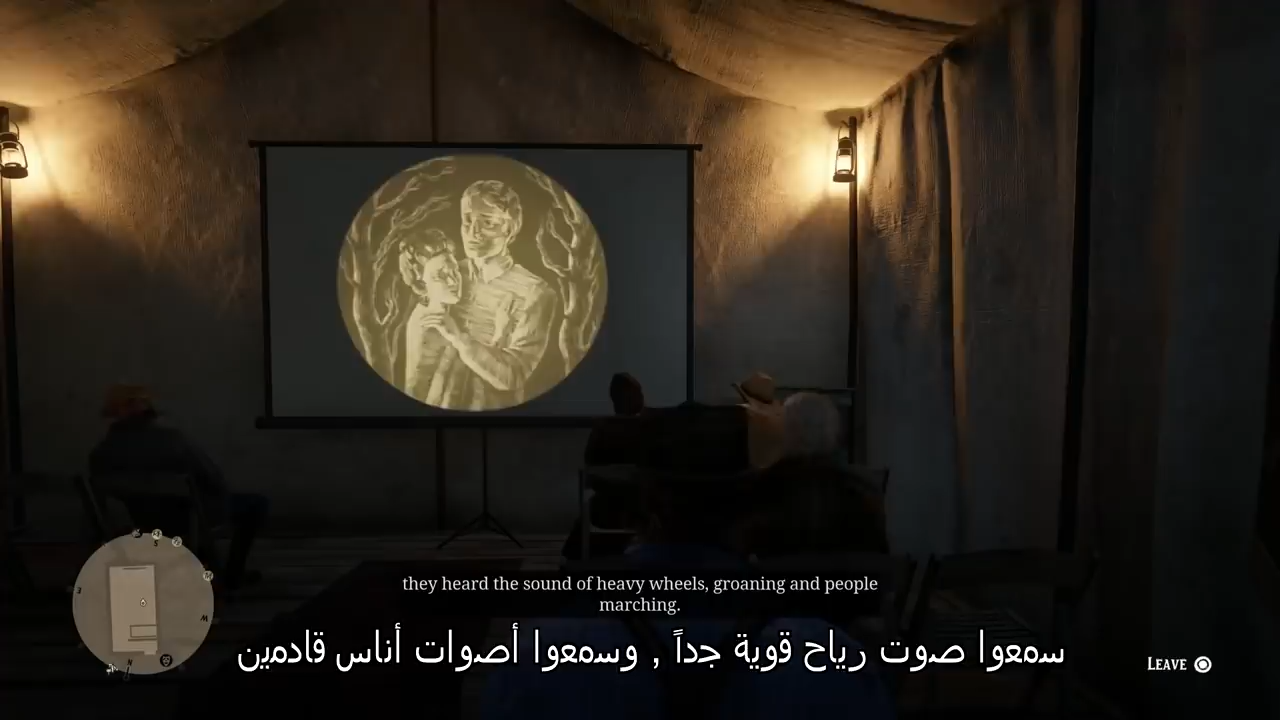 they heard the sound of heavy wheels, groaning and people
marching.
سمعوا صوت رياح قوية جداً , وسمعوا أصوات أناس قادمين
LEAVE